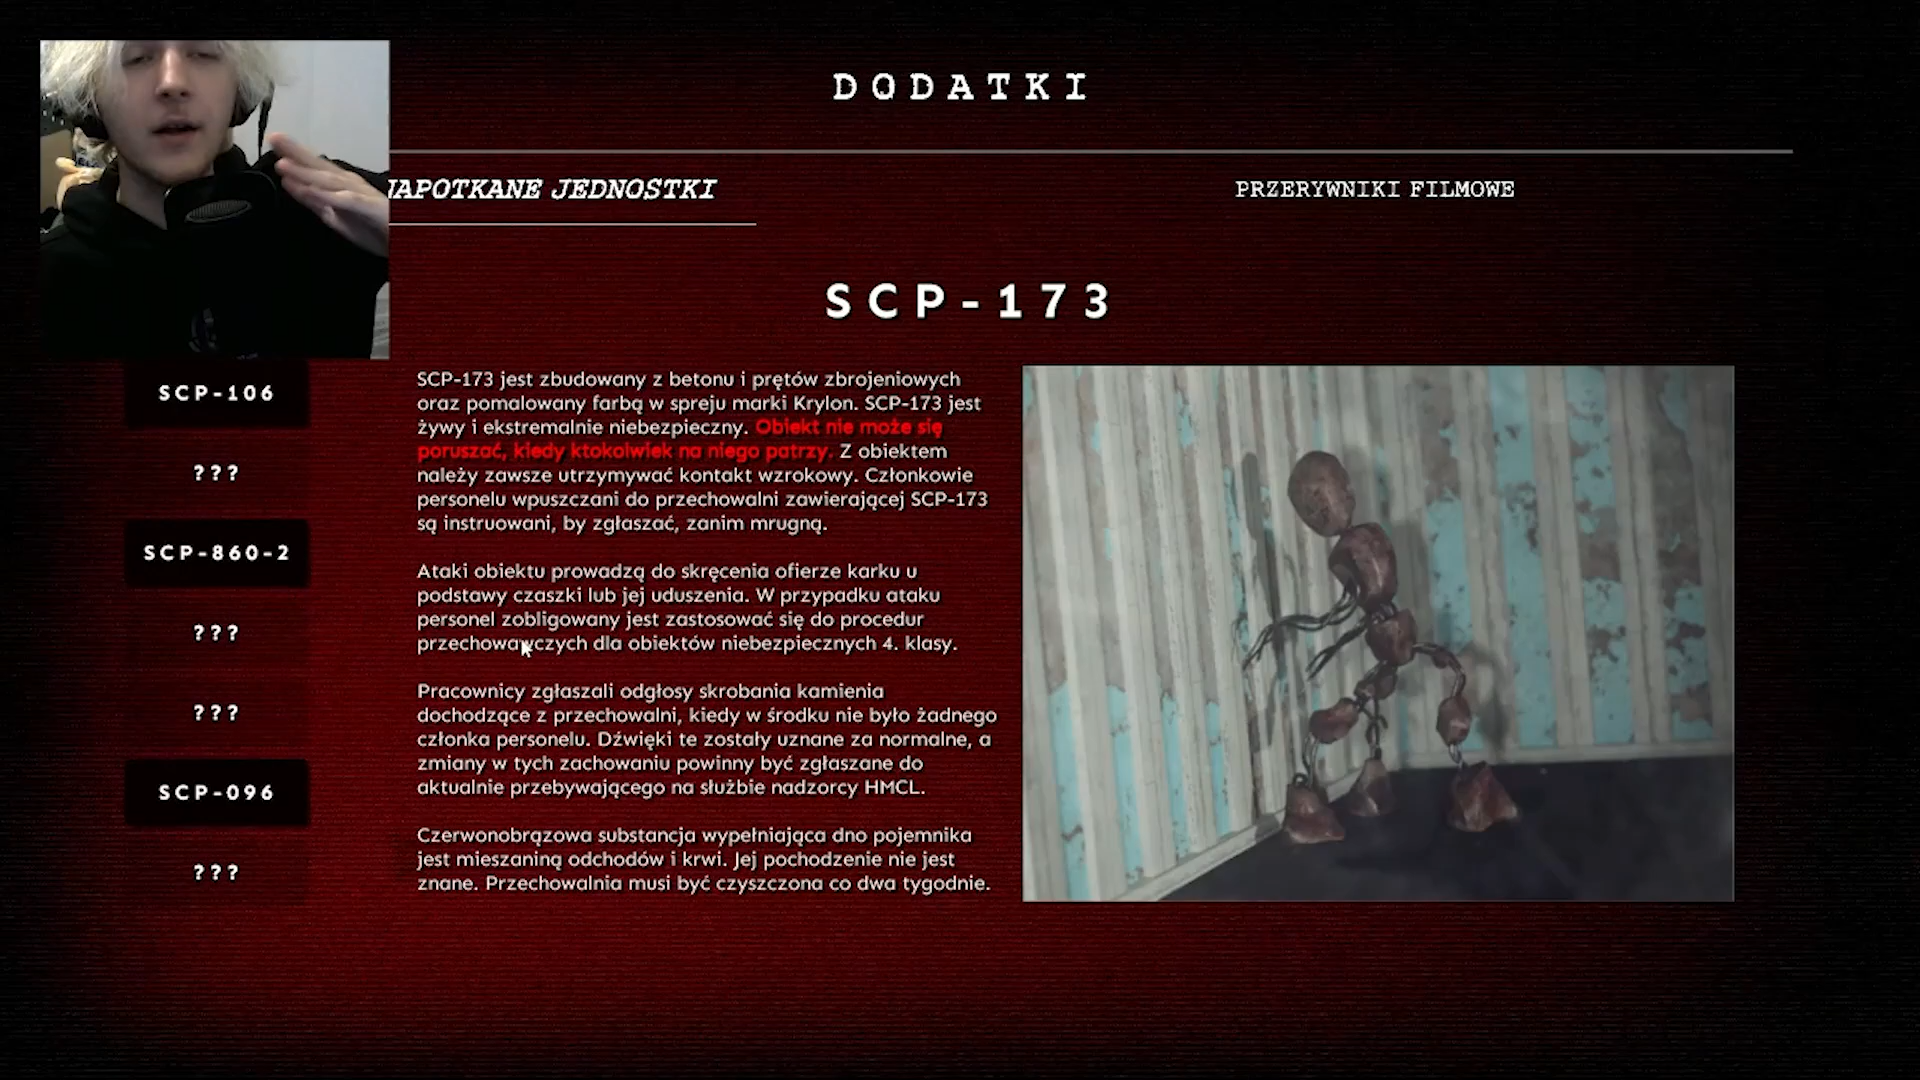 DODATKI
NAPOTKANE JEDNOSTKI
PRZERYWNIKI FILMOWE
SCP-173
SCP-106
???
SCP-860-2
???
???
SCP-096
???
SCP-173 jest zbudowany z betonu i prętów zbrojeniowych
oraz pomalowany farbą w spreju marki Krylon. SCP-173 jest
żywy i ekstremalnie niebezpieczny. Obiekt nie może się
poruszać, kiedy ktokolwiek na niego patrzy. Z obiektem
należy zawsze utrzymywać kontakt wzrokowy. Członkowie
personelu wpuszczani do przechowalni zawierającej SCP-173
są instruowani, by zgłaszać, zanim mrugną.
Ataki obiektu prowadzą do skręcenia ofierze karku u
podstawy czaszki lub jej uduszenia. W przypadku ataku
personel zobligowany jest zastosować się do procedur
przechowawczych dla obiektów niebezpiecznych 4. klasy.
Pracownicy zgłaszali odgłosy skrobania kamienia
dochodzące z przechowalni, kiedy w środku nie było żadnego
członka personelu. Dźwięki te zostały uznane za normalne, a
zmiany w tych zachowaniu powinny być zgłaszane do
aktualnie przebywającego na służbie nadzorcy HMCL.
Czerwonobrązowa substancja wypełniająca dno pojemnika
jest mieszaniną odchodów i krwi. Jej pochodzenie nie jest
znane. Przechowalnia musi być czyszczona co dwa tygodnie.